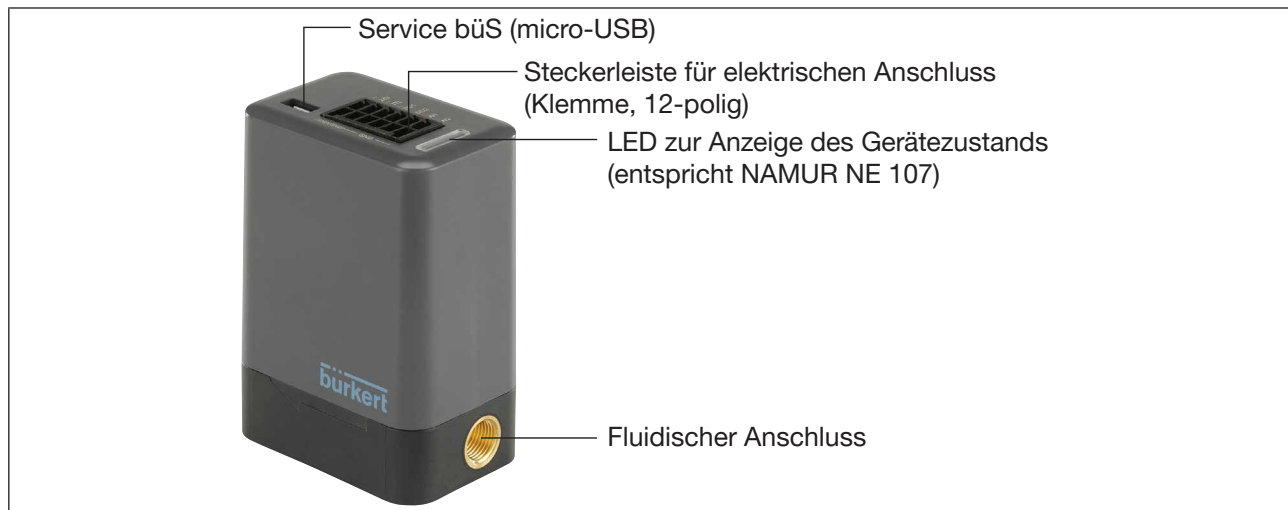 Service büS (micro-USB)
Steckerleiste für elektrischen Anschluss
(Klemme, 12-polig)
LED zur Anzeige des Gerätezustands
(entspricht NAMUR NE 107)
bürkert
Fluidischer Anschluss